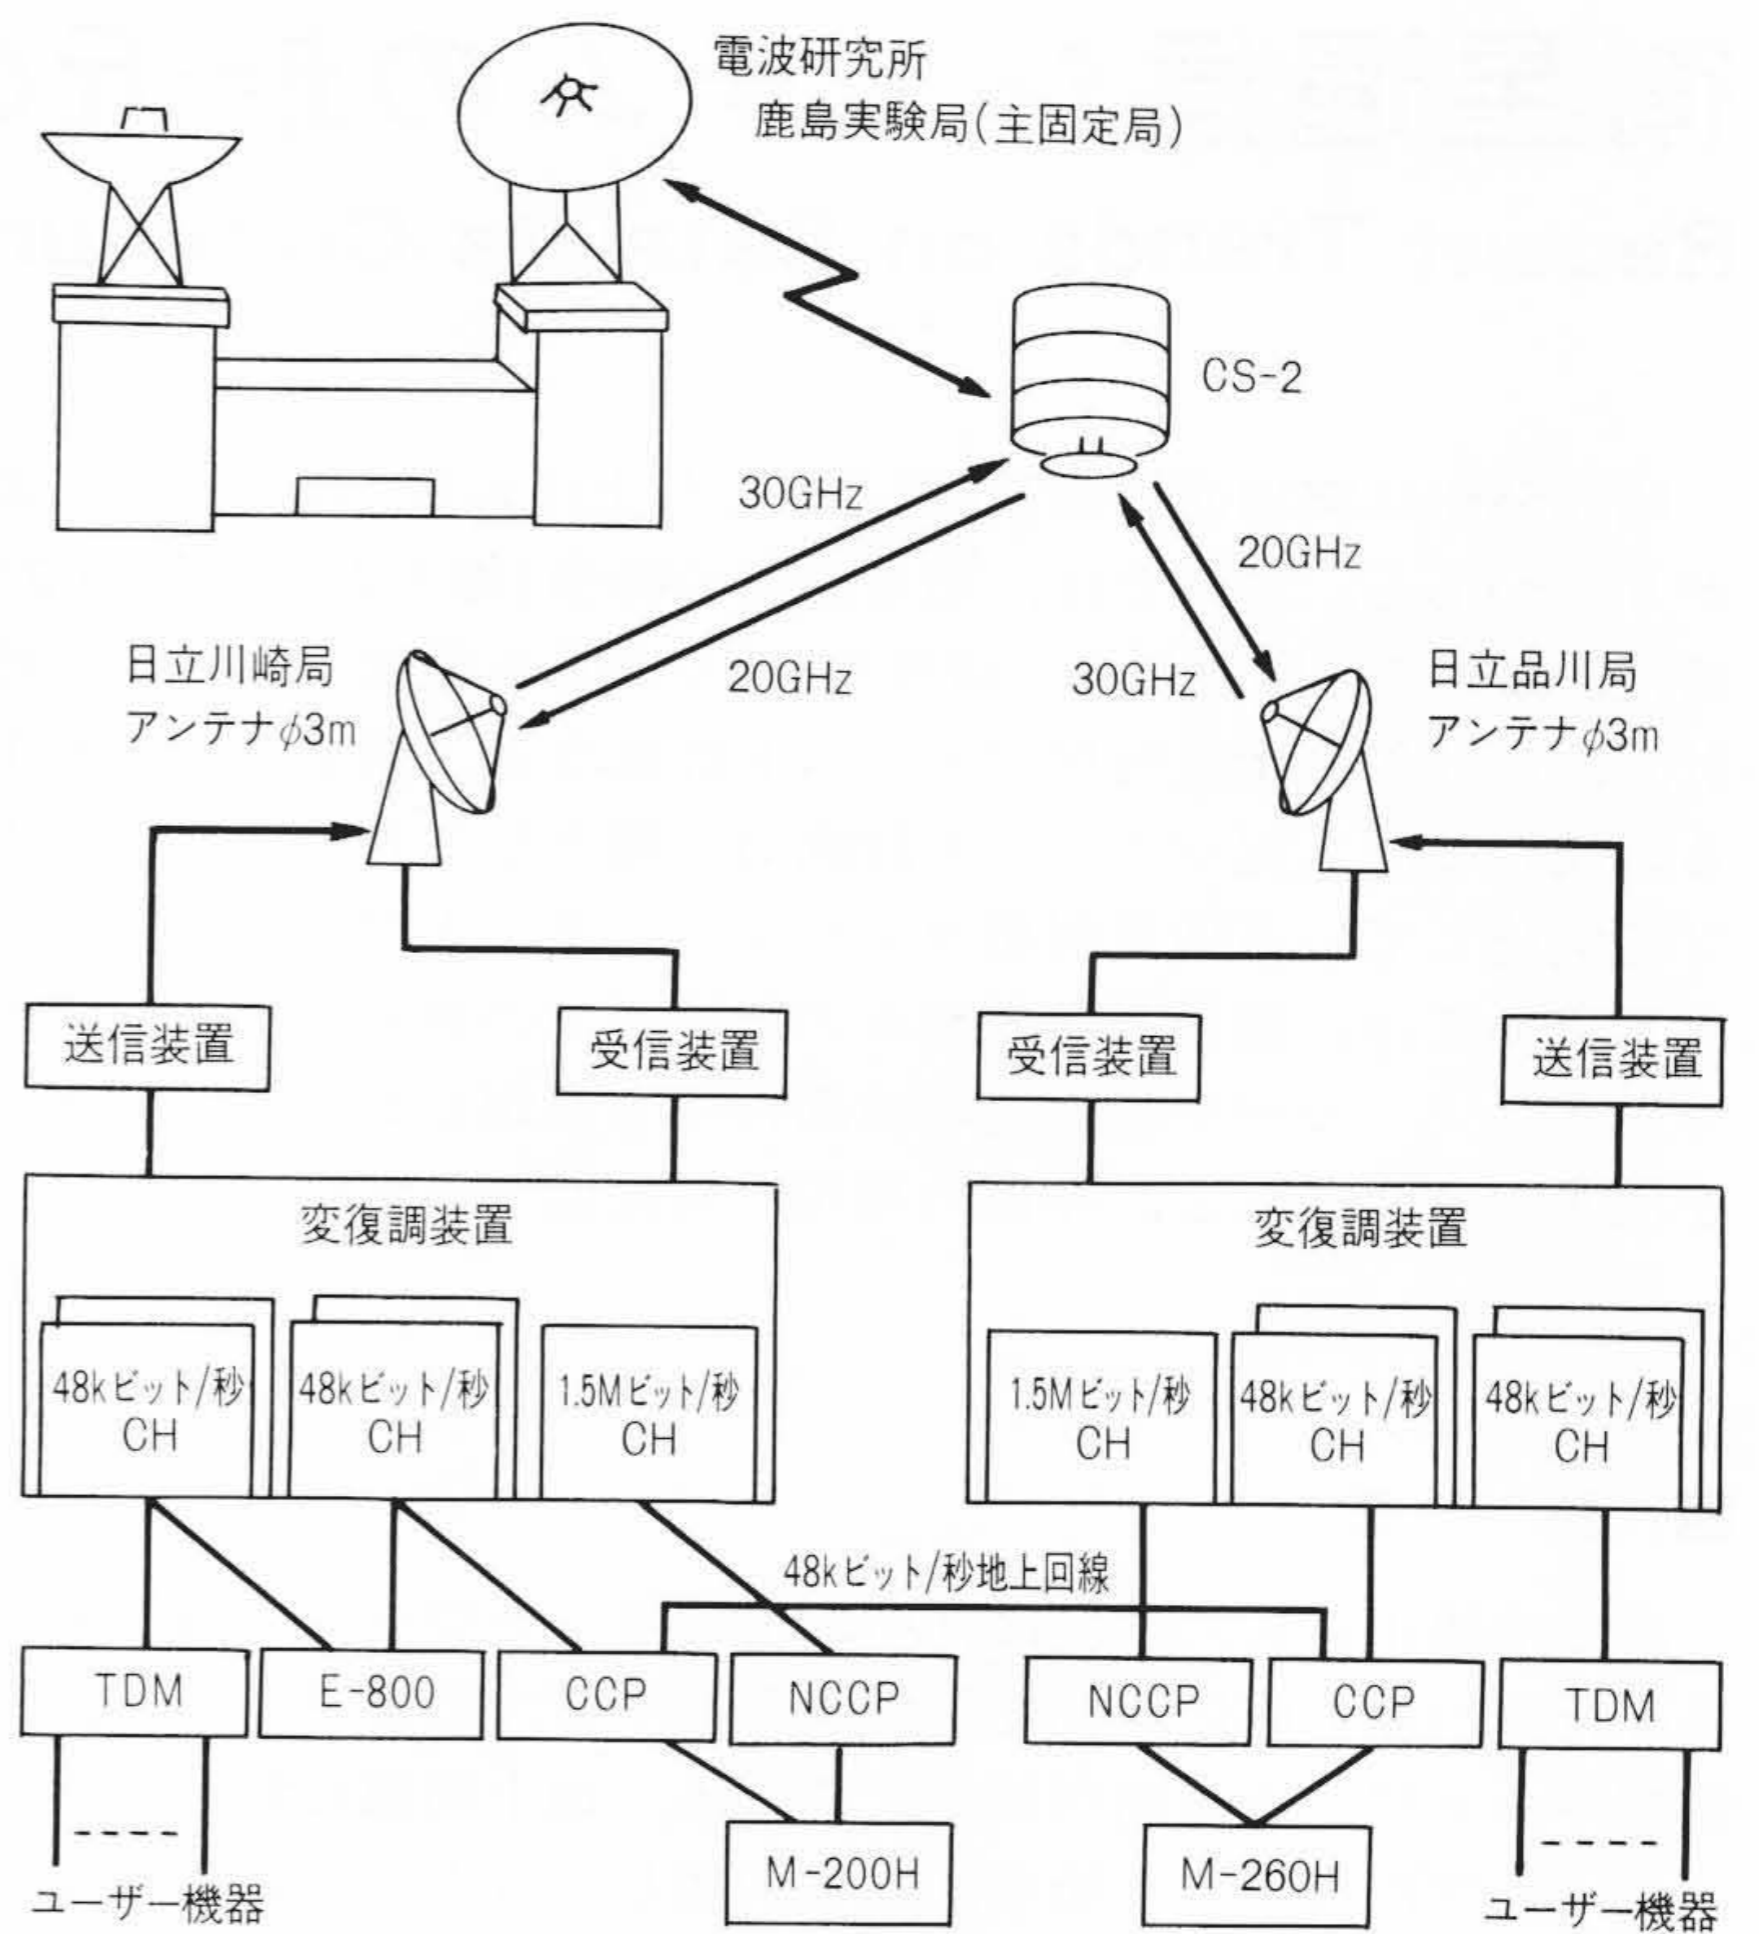 電波研究所
鹿島実験局(主固定局)
CS-2
30GHz
20GHz
20GHz
30GHz
日立川崎局
アンテナφ3m
日立品川局
アンテナφ3m
送信装置
受信装置
受信装置
送信装置
変復調装置
変復調装置
48kビット/秒
CH
48kビット/秒
CH
1.5Mビット/秒
CH
1.5Mビット/秒
CH
48kビット/秒
CH
48kビット/秒
CH
48kビット/秒地上回線
TDM
E-800
CCP
NCCP
NCCP
CCP
TDM
M-200H
M-260H
ユーザー機器
ユーザー機器